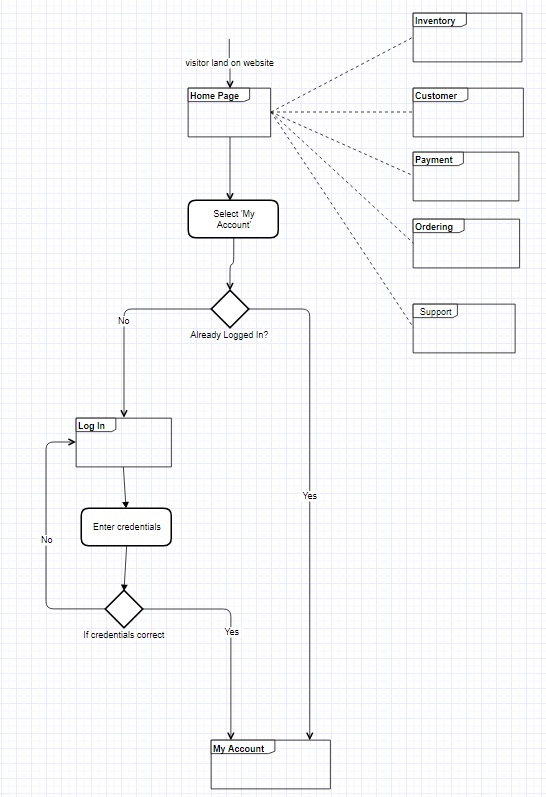 Inventory
visitor land on website
Home Page
Customer
Payment
Select 'My
Account'
Ordering
Support
No
Already Logged In?
Log In
Yes
Enter credentials
No
Yes
If credentials correct
My Account